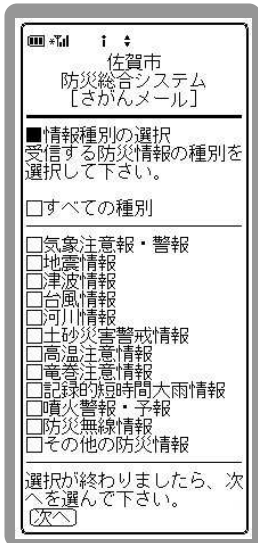 佐賀市
防災総合システム
[さがんメール]
■情報種別の選択
受信する防災情報の種別を
選択して下さい。
□すべての種別
□気象注意報・警報
□地震情報
□津波情報
□台風情報
□河川情報
□土砂災害警戒情報
□高温注意情報
□竜巻注意情報
□記録的短時間大雨情報
□噴火警報・予報
□防災無線情報
□その他の防災情報
選択が終わりましたら、次
へを選んで下さい。
次へ